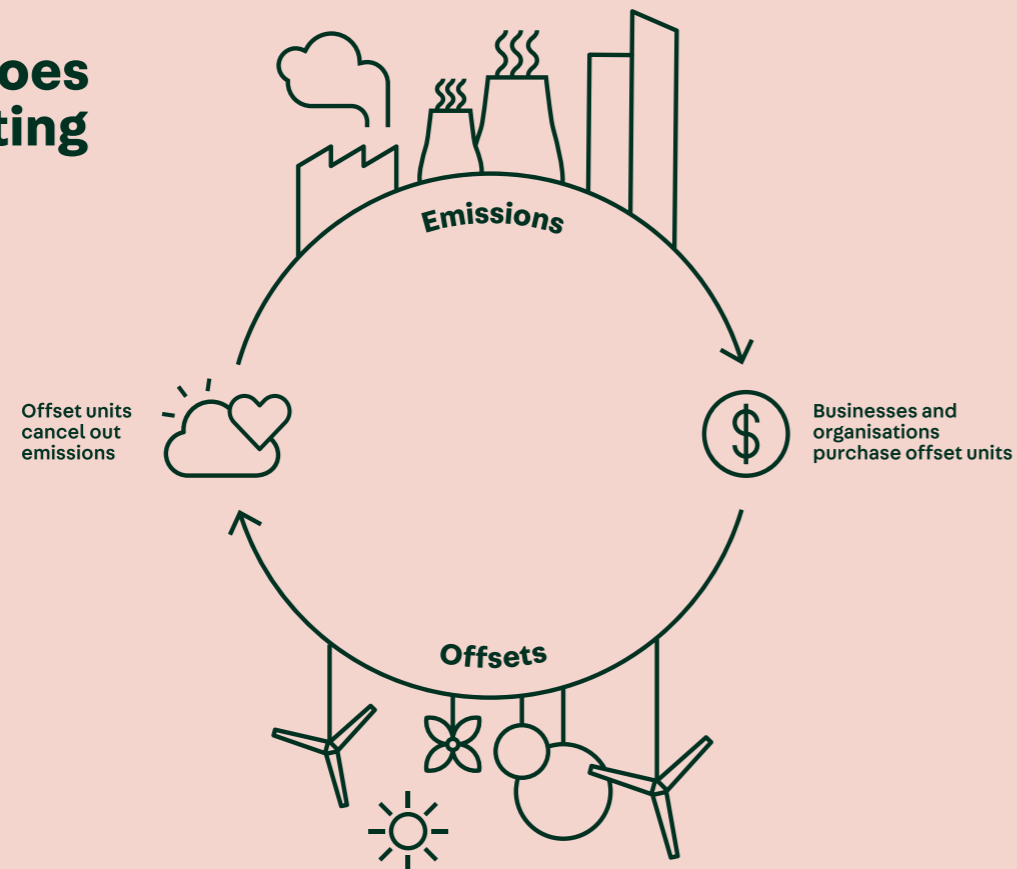 oes
ting
Emissions
Offset units
cancel out
emissions
$
Businesses and
organisations
purchase offset units
Offsets